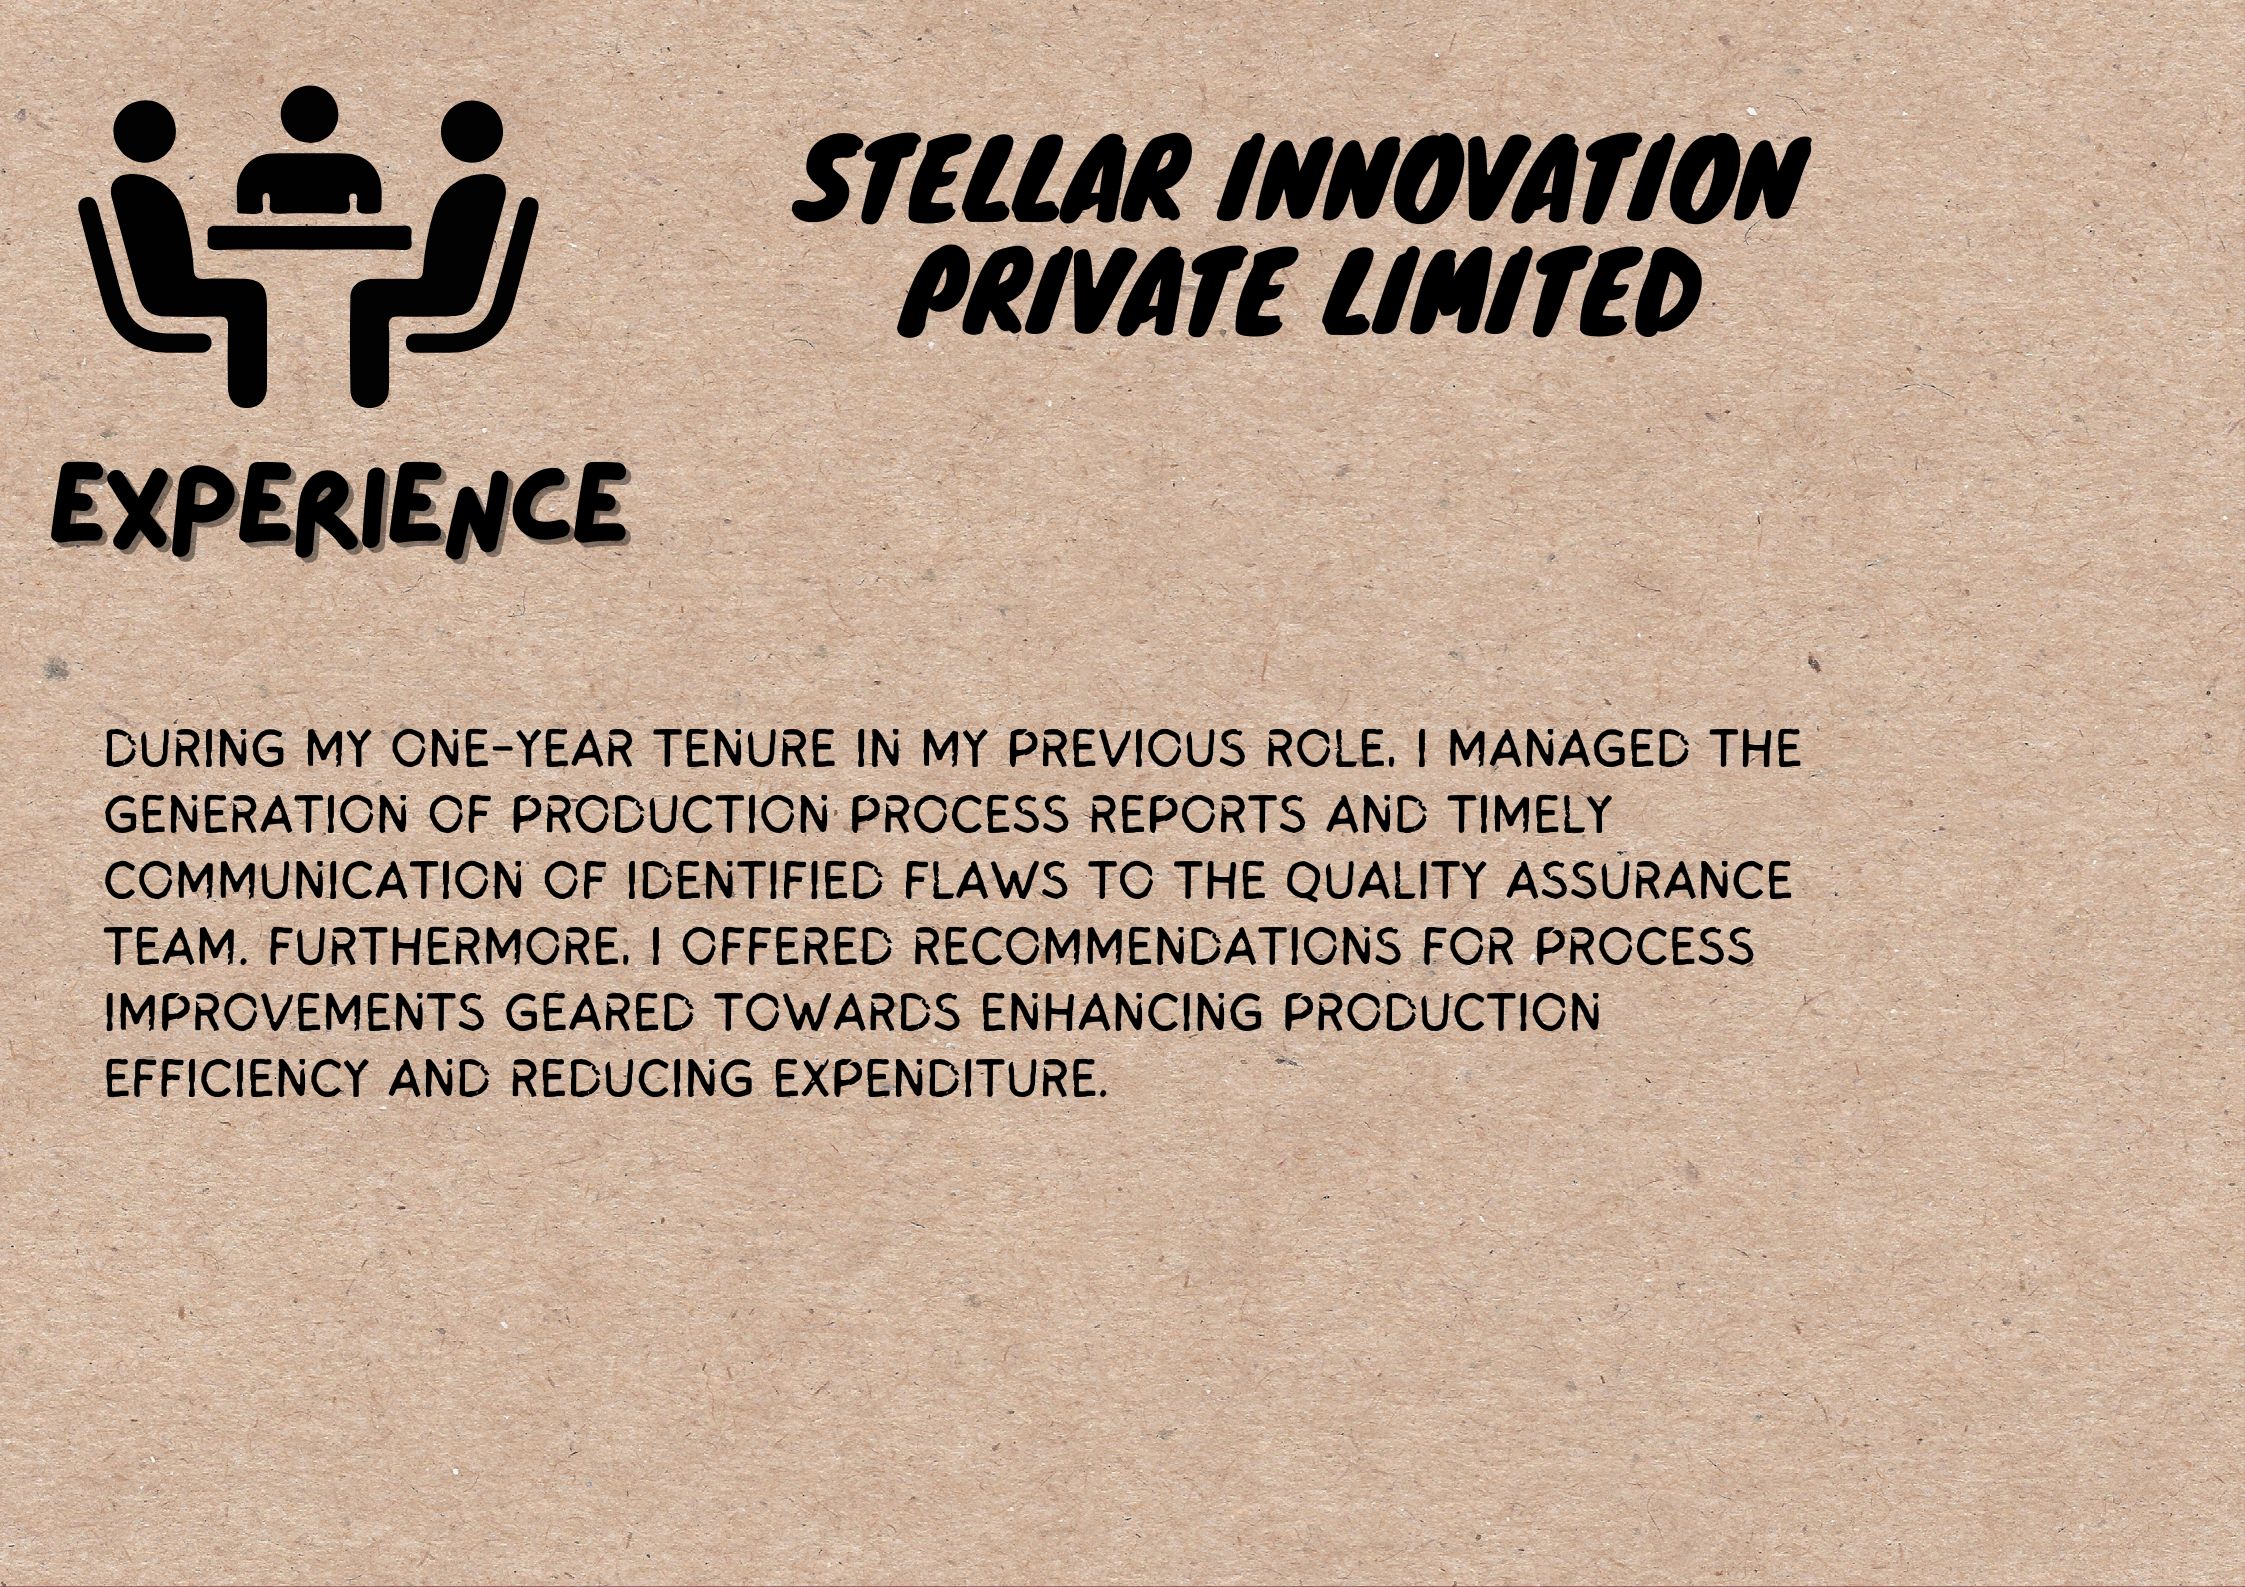 STELLAR INNOVATION
PRIVATE LIMITED
EXPERIENCE
DURING MY ONE-YEAR TENURE IN MY PREVIOUS ROLE, I MANAGED THE
GENERATION OF PRODUCTION PROCESS REPORTS AND TIMELY
COMMUNICATION OF IDENTIFIED FLAWS TO THE QUALITY ASSURANCE
TEAM. FURTHERMORE, I OFFERED RECOMMENDATIONS FOR PROCESS
IMPROVEMENTS GEARED TOWARDS ENHANCING PRODUCTION
EFFICIENCY AND REDUCING EXPENDITURE.